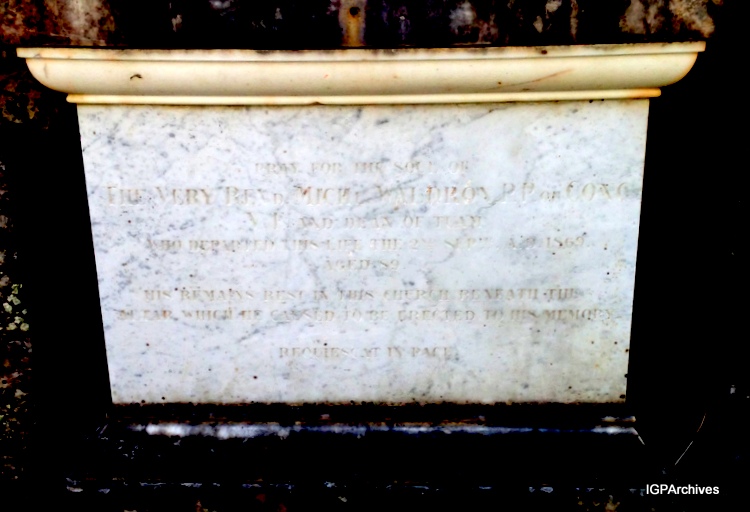 PRAY FOR THE SOUL OF
THE VERY REVD. MICHL. WALDRON P.P. OF CONG
V.F. AND DEAN OF TUAM
WHO DEPARTED THIS LIFE THE 2ND SEPTR. A.D. 1869.
AGED 89
HIS REMAINS REST IN THIS CHURCH BENEATH THE
ALTAR WHICH HE CAUSED TO BE ERECTED TO HIS MEMORY
REQUIESCAT IN PACE.
IGPArchives